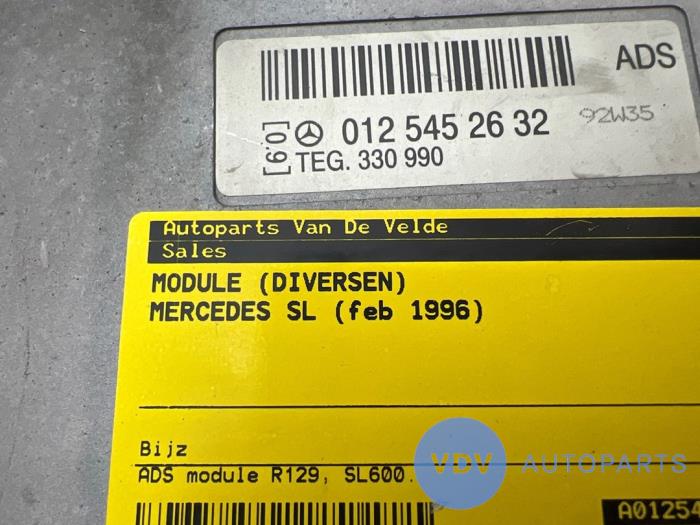 ADS
92W35
[0.9]
012 545 26 32
TEG. 330 990
Autoparts Van De Velde
Sales
MODULE (DIVERSEN)
MERCEDES SL (feb 1996)
Bijz
ADS module R129, SL600.
VDV AUTOPARTS
A01254